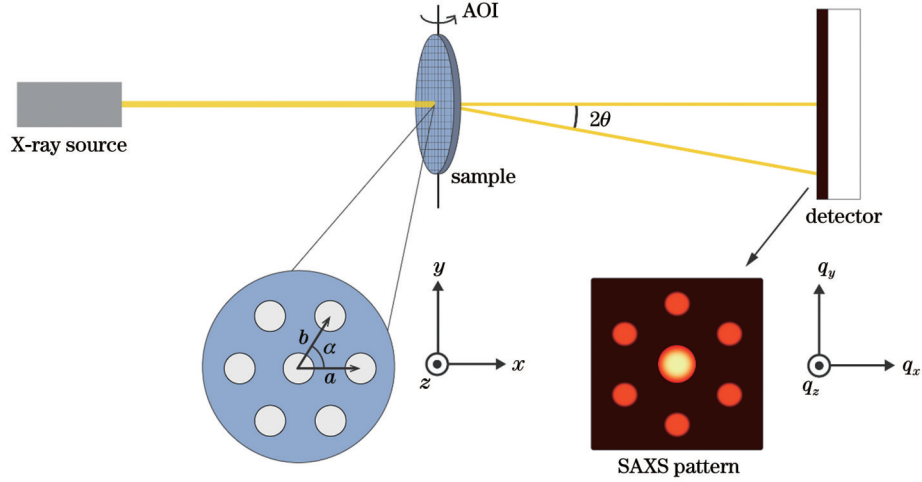 AOI
2θ
X-ray source
sample
detector
y
x
z
b
α
a
q_y
q_x
q_z
SAXS pattern